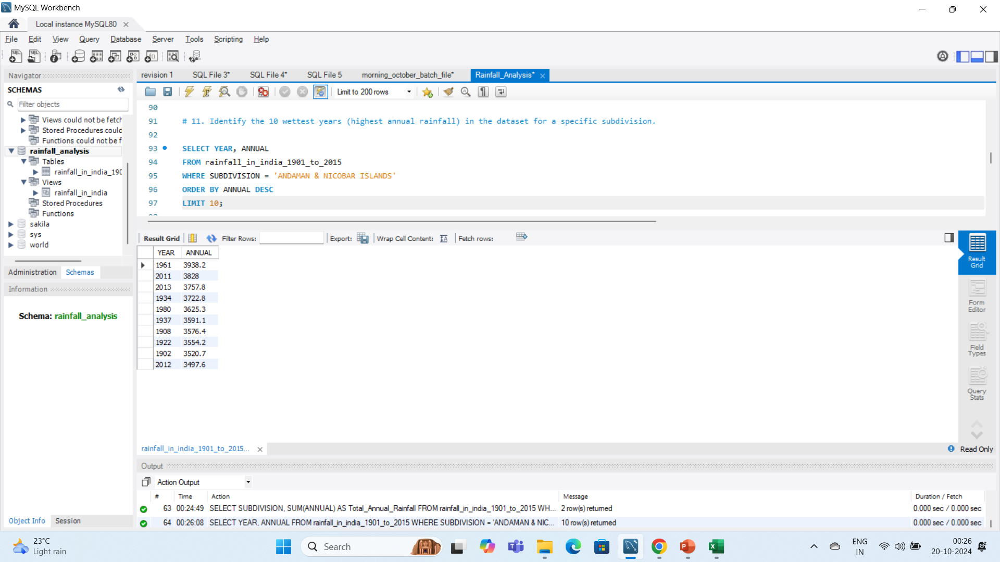 MySQL Workbench
Local instance MySQL80
File Edit View Query Database Server Tools Scripting Help
Navigator
SCHEMAS
Filter objects
Views could not be fetch
Stored Procedures could
Functions could not be f
rainfall_analysis
Tables
rainfall_in_india_190
Views
rainfall_in_india
Stored Procedures
Functions
sakila
sys
world
Administration Schemas
Information
Schema: rainfall_analysis
Object Info Session
revision 1 SQL File 3* SQL File 4* SQL File 5 morning_october_batch_file* Rainfall_Analysis*
Limit to 200 rows
90
91 # 11. Identify the 10 wettest years (highest annual rainfall) in the dataset for a specific subdivision.
92
93 SELECT YEAR, ANNUAL
94 FROM rainfall_in_india_1901_to_2015
95 WHERE SUBDIVISION = 'ANDAMAN & NICOBAR ISLANDS'
96 ORDER BY ANNUAL DESC
97 LIMIT 10;
Result Grid Filter Rows: Export: Wrap Cell Content: Fetch rows:
YEAR ANNUAL
1961 3938.2
2011 3828
2013 3757.8
1934 3722.8
1980 3625.3
1937 3591.1
1908 3576.4
1922 3554.2
1902 3520.7
2012 3497.6
Result
Grid
Form
Editor
Field
Types
Query
Stats
rainfall_in_india_1901_to_2015... Read Only
Output
Action Output
# Time Action Message Duration / Fetch
63 00:24:49 SELECT SUBDIVISION, SUM(ANNUAL) AS Total_Annual_Rainfall FROM rainfall_in_india_1901_to_2015 WH... 2 row(s) returned 0.000 sec / 0.000 sec
64 00:26:08 SELECT YEAR, ANNUAL FROM rainfall_in_india_1901_to_2015 WHERE SUBDIVISION = 'ANDAMAN & NIC... 10 row(s) returned 0.000 sec / 0.000 sec
23°C
Light rain
Search
ENG
IN
00:26
20-10-2024